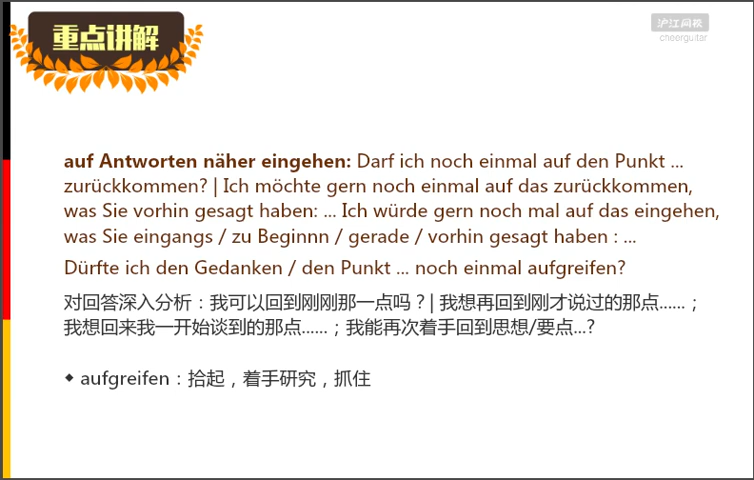 重点讲解
沪江网校
cheerguitar
auf Antworten näher eingehen: Darf ich noch einmal auf den Punkt ...
zurückkommen? | Ich möchte gern noch einmal auf das zurückkommen,
was Sie vorhin gesagt haben: ... Ich würde gern noch mal auf das eingehen,
was Sie eingangs / zu Beginnn / gerade / vorhin gesagt haben : ...
Dürfte ich den Gedanken / den Punkt ... noch einmal aufgreifen?
对回答深入分析：我可以回到刚刚那一点吗？| 我想再回到刚才说过的那点......；
我想回来我一开始谈到的那点......；我能再次着手回到思想/要点...?
◆ aufgreifen：拾起，着手研究，抓住